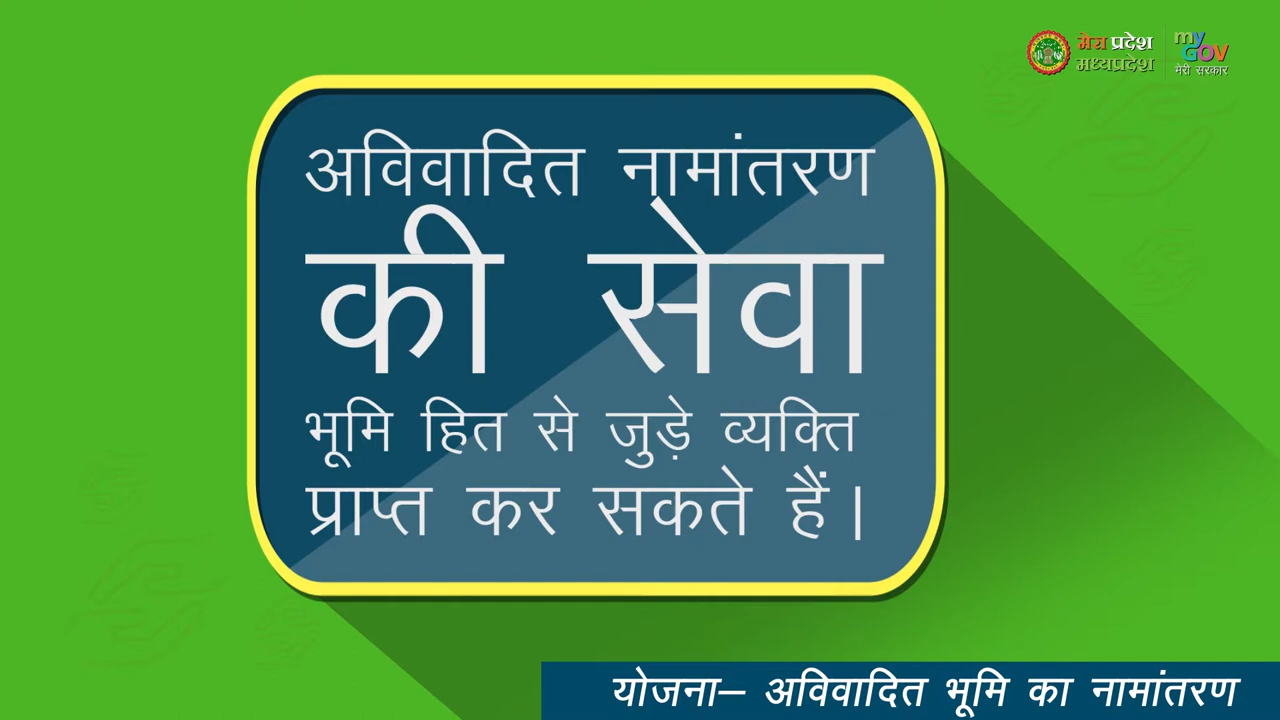 मेरा प्रदेश
मध्यप्रदेश
my
GOV
मेरी सरकार
अविवादित नामांतरण
की सेवा
भूमि हित से जुड़े व्यक्ति
प्राप्त कर सकते हैं।
योजना– अविवादित भूमि का नामांतरण